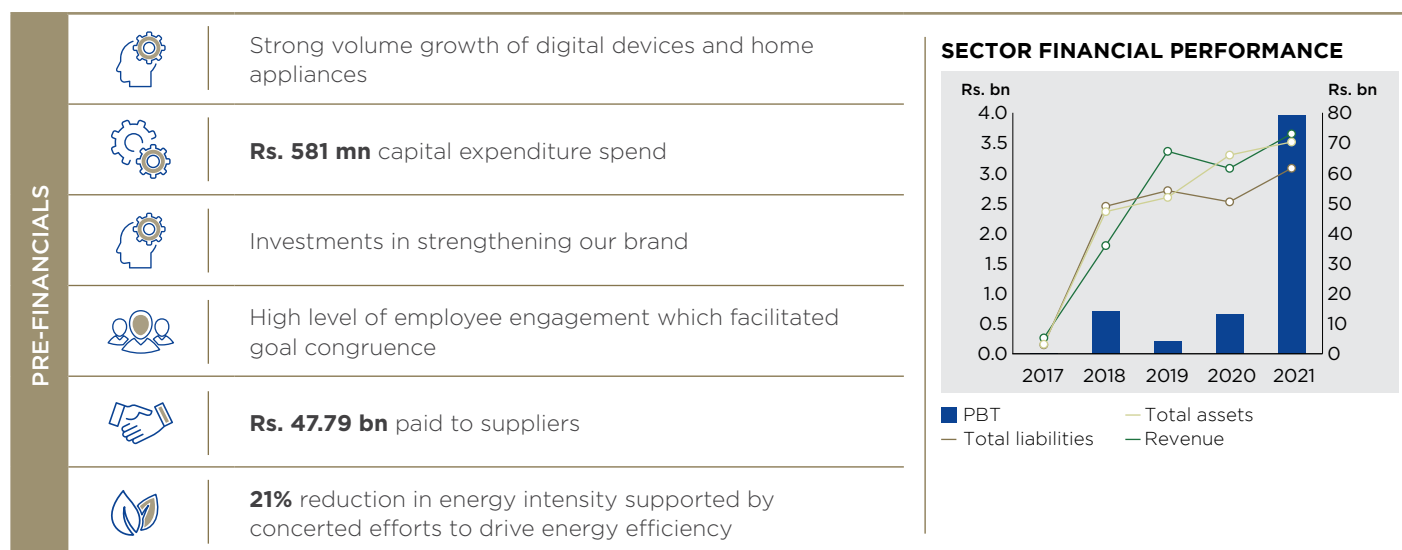 PRE-FINANCIALS
Strong volume growth of digital devices and home
appliances
Rs. 581 mn capital expenditure spend
Investments in strengthening our brand
High level of employee engagement which facilitated
goal congruence
Rs. 47.79 bn paid to suppliers
21% reduction in energy intensity supported by
concerted efforts to drive energy efficiency
SECTOR FINANCIAL PERFORMANCE
Rs. bn Rs. bn
4.0 80
3.5 70
3.0 60
2.5 50
2.0 40
1.5 30
1.0 20
0.5 10
0.0 0
2017 2018 2019 2020 2021
PBT Total assets
Total liabilities Revenue